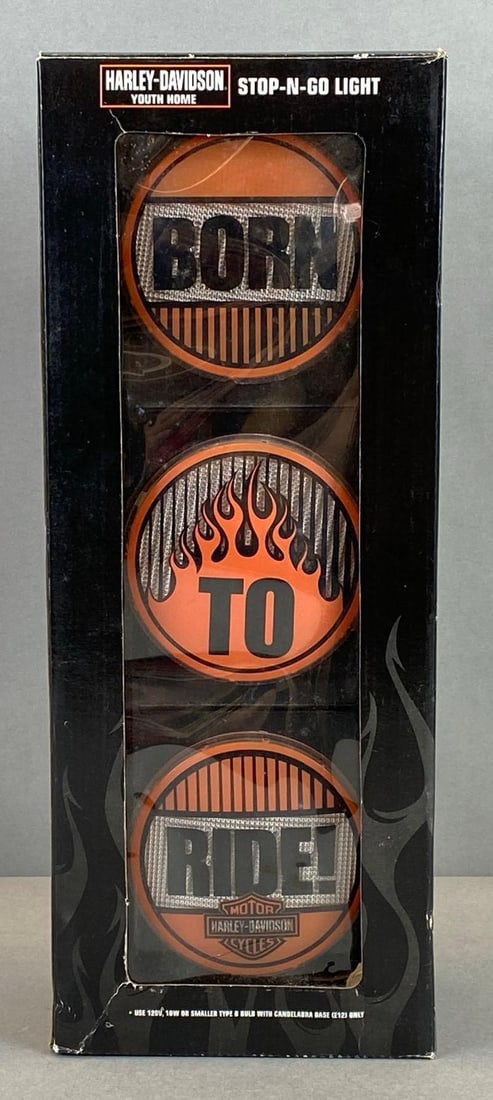 HARLEY-DAVIDSON
YOUTH HOME
STOP-N-GO LIGHT
BORN
TO
RIDE!
MOTOR
HARLEY-DAVIDSON
CYCLES
• USE 120V, 10W OR SMALLER TYPE B BULB WITH CANDELABRA BASE (E12) ONLY